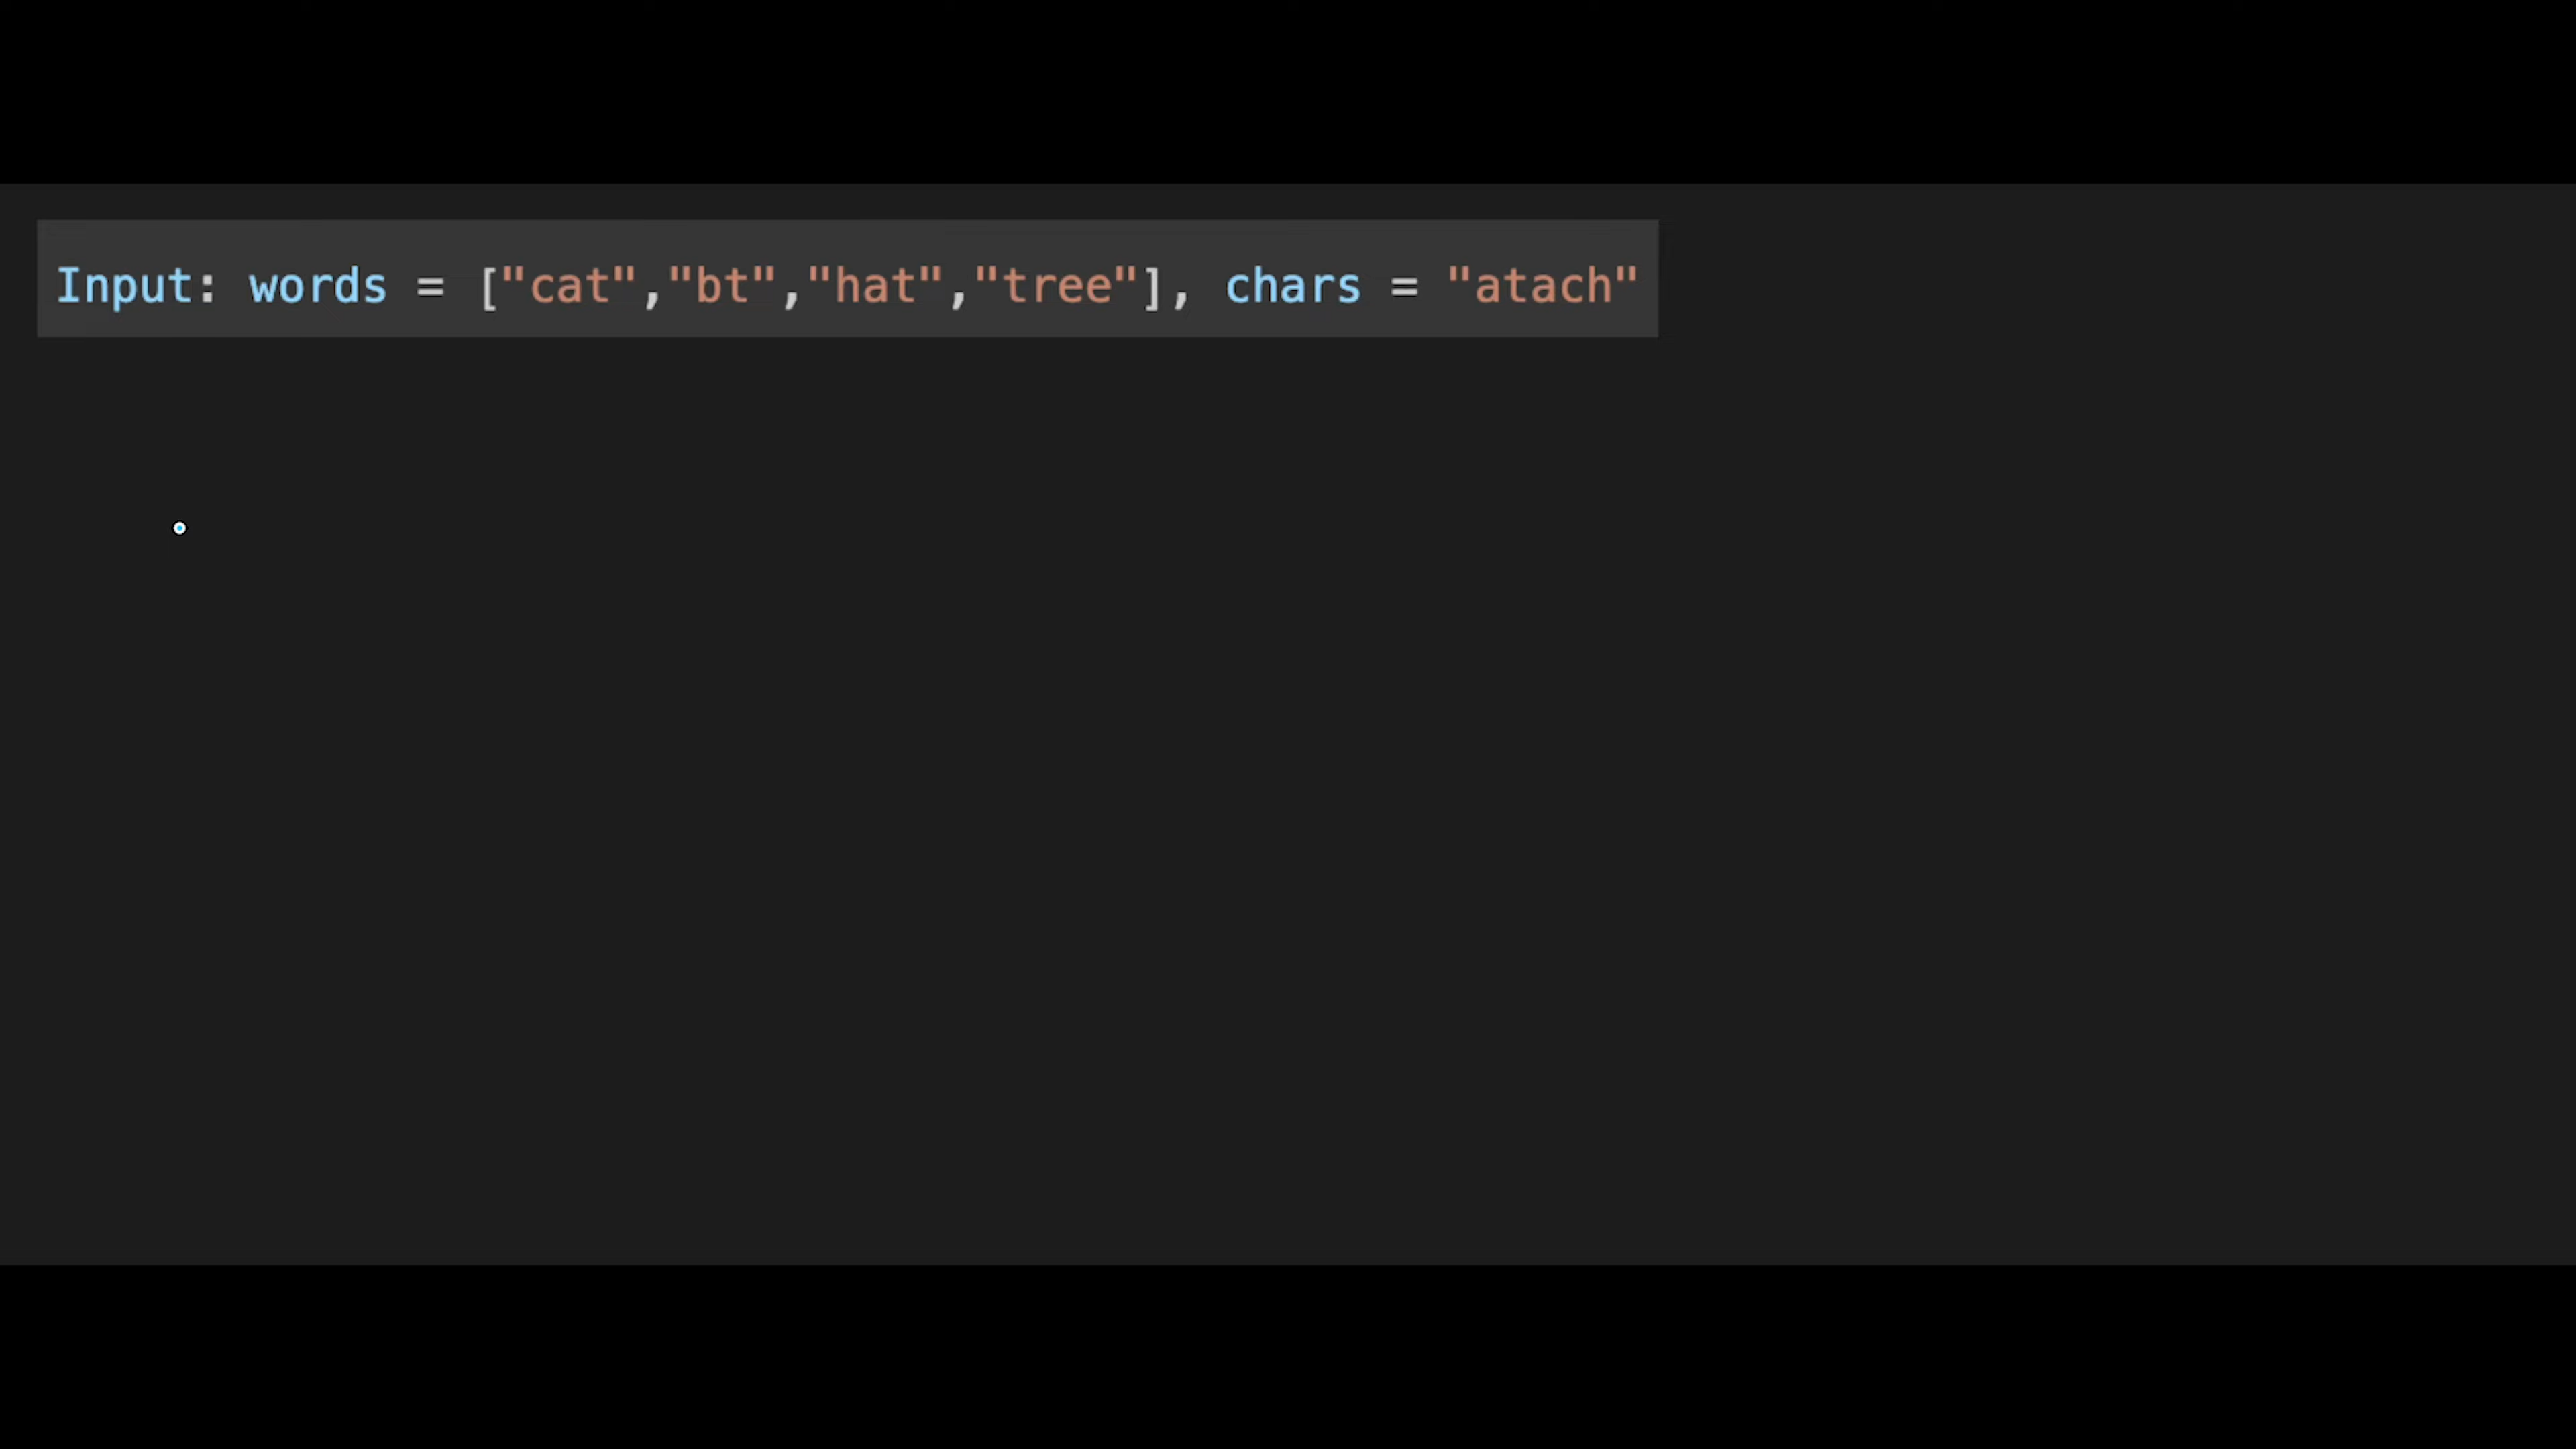 Input: words = ["cat","bt","hat","tree"], chars = "atach"